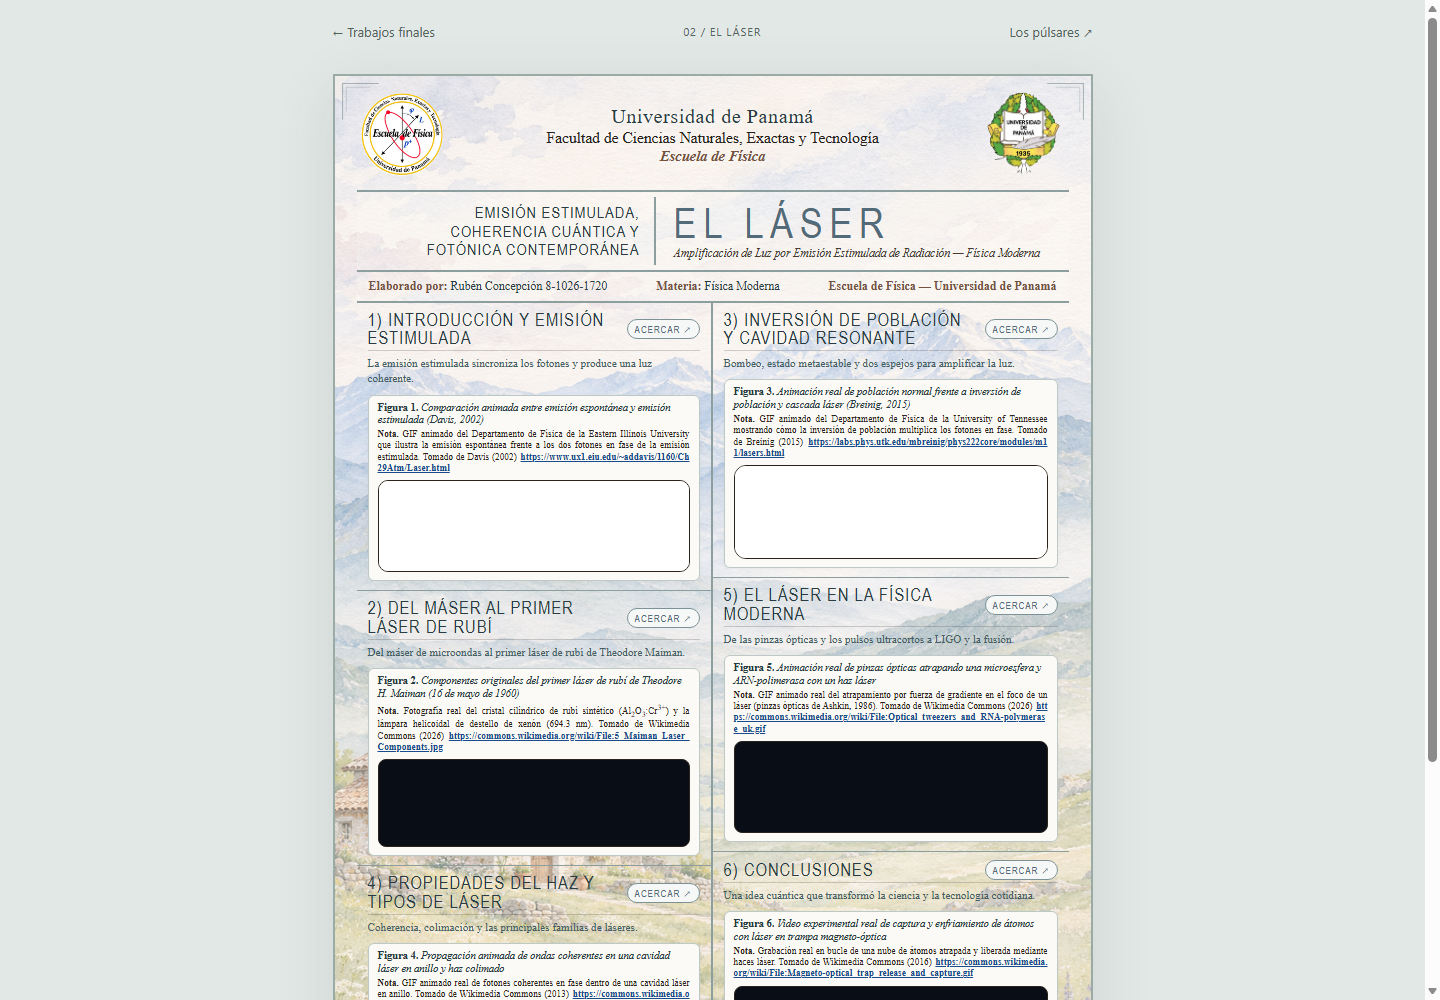 ← Trabajos finales
02 / EL LÁSER
Los púlsares ↗
Facultad de Ciencias Naturales, Exactas y Tecnología
Escuela de Física
Universidad de Panamá
Universidad de Panamá
Facultad de Ciencias Naturales, Exactas y Tecnología
Escuela de Física
UNIVERSIDAD
DE
PANAMÁ
1935
EMISIÓN ESTIMULADA,
COHERENCIA CUÁNTICA Y
FOTÓNICA CONTEMPORÁNEA
EL LÁSER
Amplificación de Luz por Emisión Estimulada de Radiación — Física Moderna
Elaborado por: Rubén Concepción 8-1026-1720
Materia: Física Moderna
Escuela de Física — Universidad de Panamá
1) INTRODUCCIÓN Y EMISIÓN
ESTIMULADA
ACERCAR ↗
La emisión estimulada sincroniza los fotones y produce una luz
coherente.
Figura 1. Comparación animada entre emisión espontánea y emisión
estimulada (Davis, 2002)
Nota. GIF animado del Departamento de Física de la Eastern Illinois University
que ilustra la emisión espontánea frente a los dos fotones en fase de la emisión
estimulada. Tomado de Davis (2002) https://www.ux1.eiu.edu/~addavis/1160/Ch
29Atm/Laser.html
2) DEL MÁSER AL PRIMER
LÁSER DE RUBÍ
ACERCAR ↗
Del máser de microondas al primer láser de rubí de Theodore Maiman.
Figura 2. Componentes originales del primer láser de rubí de Theodore
H. Maiman (16 de mayo de 1960)
Nota. Fotografía real del cristal cilíndrico de rubí sintético (Al₂O₃:Cr³⁺) y la
lámpara helicoidal de destello de xenón (694.3 nm). Tomado de Wikimedia
Commons (2026) https://commons.wikimedia.org/wiki/File:5_Maiman_Laser_
Components.jpg
4) PROPIEDADES DEL HAZ Y
TIPOS DE LÁSER
ACERCAR ↗
Coherencia, colimación y las principales familias de láseres.
Figura 4. Propagación animada de ondas coherentes en una cavidad
láser en anillo y haz colimado
Nota. GIF animado real de fotones coherentes en fase dentro de una cavidad láser
en anillo. Tomado de Wikimedia Commons (2013) https://commons.wikimedia.o
3) INVERSIÓN DE POBLACIÓN
Y CAVIDAD RESONANTE
ACERCAR ↗
Bombeo, estado metaestable y dos espejos para amplificar la luz.
Figura 3. Animación real de población normal frente a inversión de
población y cascada láser (Breinig, 2015)
Nota. GIF animado del Departamento de Física de la University of Tennessee
mostrando cómo la inversión de población multiplica los fotones en fase. Tomado
de Breinig (2015) https://labs.phys.utk.edu/mbreinig/phys222core/modules/m1
1/lasers.html
5) EL LÁSER EN LA FÍSICA
MODERNA
ACERCAR ↗
De las pinzas ópticas y los pulsos ultracortos a LIGO y la fusión.
Figura 5. Animación real de pinzas ópticas atrapando una microesfera y
ARN-polimerasa con un haz láser
Nota. GIF animado real del atrapamiento por fuerza de gradiente en el foco de un
láser (pinzas ópticas de Ashkin, 1986). Tomado de Wikimedia Commons (2026) htt
ps://commons.wikimedia.org/wiki/File:Optical_tweezers_and_RNA-polymeras
e_uk.gif
6) CONCLUSIONES
ACERCAR ↗
Una idea cuántica que transformó la ciencia y la tecnología cotidiana.
Figura 6. Video experimental real de captura y enfriamiento de átomos
con láser en trampa magneto-óptica
Nota. Grabación real en bucle de una nube de átomos atrapada y liberada mediante
haces láser. Tomado de Wikimedia Commons (2016) https://commons.wikimedia.
org/wiki/File:Magneto-optical_trap_release_and_capture.gif